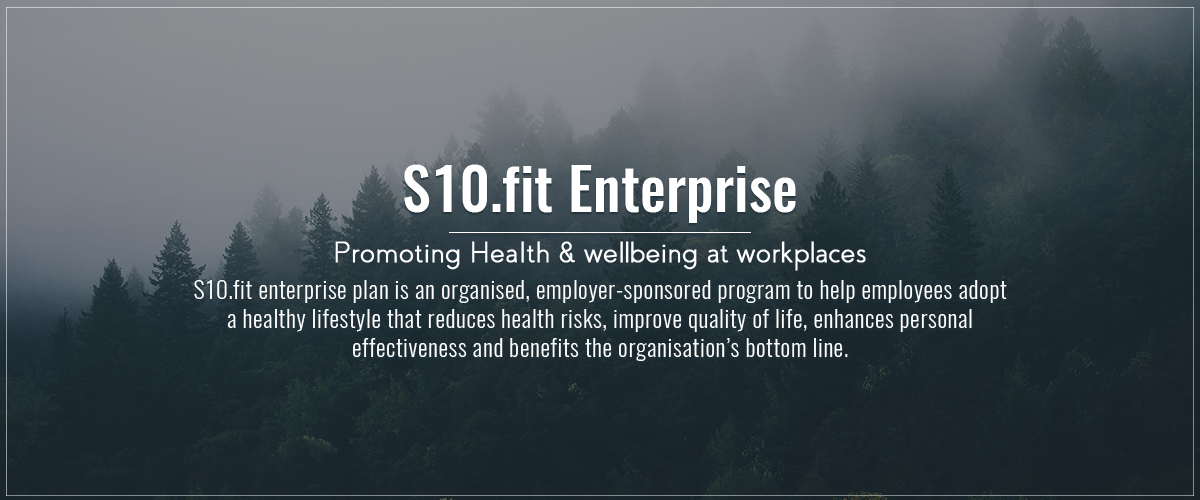 S10.fit Enterprise
Promoting Health & wellbeing at workplaces
S10.fit enterprise plan is an organised, employer-sponsored program to help employees adopt
a healthy lifestyle that reduces health risks, improve quality of life, enhances personal
effectiveness and benefits the organisation’s bottom line.